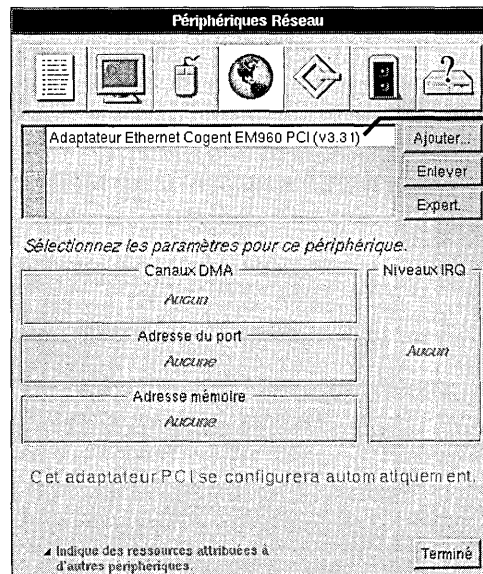 Périphériques Réseau
Adaptateur Ethernet Cogent EM960 PCI (v3.31)
Ajouter...
Enlever
Expert...
Sélectionnez les paramètres pour ce périphérique.
Canaux DMA
Aucun
Niveaux IRQ
Aucun
Adresse du port
Aucune
Adresse mémoire
Aucune
Cet adaptateur PCI se configurera automatiquement.
Indique des ressources attribuées à
d'autres périphériques.
Terminé